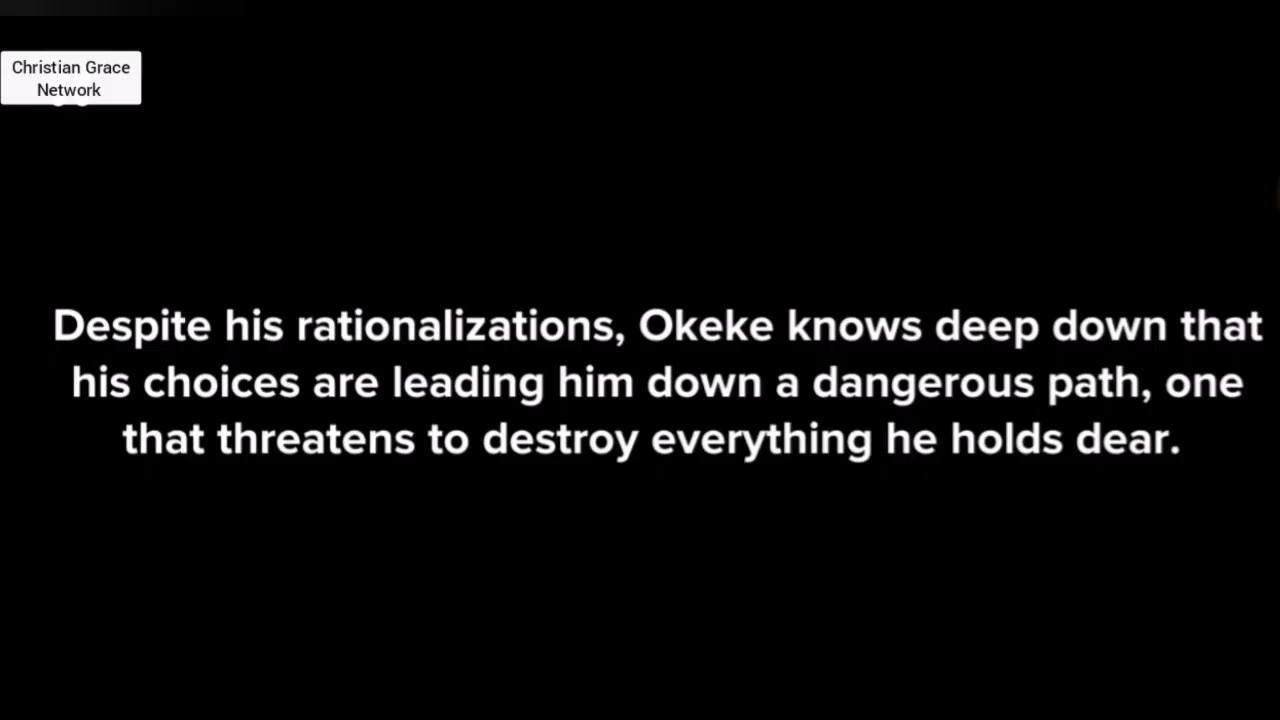 Christian Grace
Network
Despite his rationalizations, Okeke knows deep down that
his choices are leading him down a dangerous path, one
that threatens to destroy everything he holds dear.